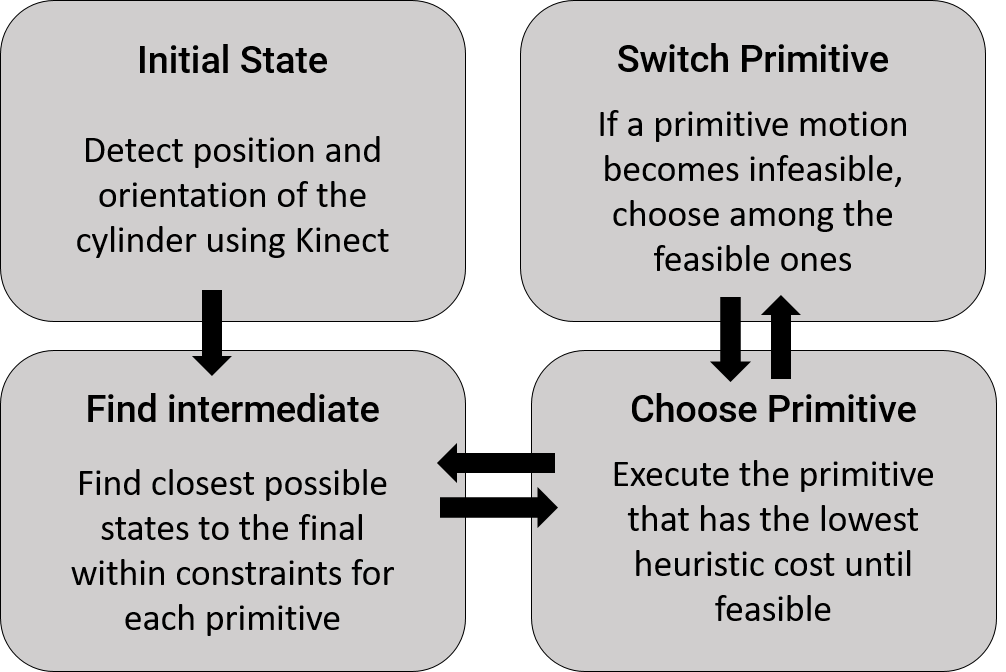 Initial State
Detect position and
orientation of the
cylinder using Kinect
Switch Primitive
If a primitive motion
becomes infeasible,
choose among the
feasible ones
Find intermediate
Find closest possible
states to the final
within constraints for
each primitive
Choose Primitive
Execute the primitive
that has the lowest
heuristic cost until
feasible